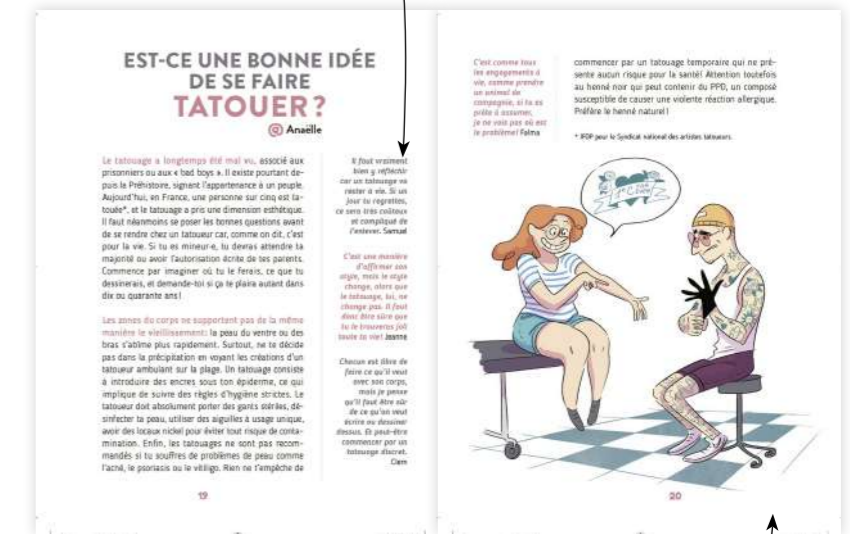 EST-CE UNE BONNE IDÉE
DE SE FAIRE
TATOUER ?
@ Anaëlle
Le tatouage a longtemps été mal vu, associé aux
prisonniers ou aux « bad boys ». Il existe pourtant de-
puis la Préhistoire, signant l'appartenance à un peuple.
Aujourd'hui, en France, une personne sur cinq est ta-
touée*, et le tatouage a pris une dimension esthétique.
Il faut néanmoins se poser les bonnes questions avant
de se rendre chez un tatoueur car, comme on dit, c'est
pour la vie. Si tu es mineur·e, tu devras attendre ta
majorité ou avoir l'autorisation écrite de tes parents.
Commence par imaginer où tu le ferais, ce que tu
dessinerais, et demande-toi si ça te plaira autant dans
dix ou quarante ans !
Les zones du corps ne supportent pas de la même
manière le vieillissement : la peau du ventre ou des
bras s'abîme plus rapidement. Surtout, ne te décide
pas dans la précipitation en voyant les créations d'un
tatoueur ambulant sur la plage. Un tatouage consiste
à introduire des encres sous ton épiderme, ce qui
implique de suivre des règles d'hygiène strictes. Le
tatoueur doit absolument porter des gants stériles, dé-
sinfecter ta peau, utiliser des aiguilles à usage unique,
avoir des locaux nickel pour éviter tout risque de conta-
mination. Enfin, les tatouages ne sont pas recom-
mandés si tu souffres de problèmes de peau comme
l'acné, le psoriasis ou le vitiligo. Rien ne t'empêche de
Il faut vraiment
bien y réfléchir
car un tatouage va
rester à vie. Si un
jour tu regrettes,
ce sera très coûteux
et compliqué de
l'enlever. Samuel
C'est une manière
d'affirmer son
style, mais le style
change, alors que
le tatouage, lui, ne
change pas. Il faut
donc être sûre que
tu le trouveras joli
toute ta vie ! Jeanne
Chacun est libre de
faire ce qu'il veut
avec son corps,
mais je pense
qu'il faut être sûr
de ce qu'on veut
écrire ou dessiner
dessus. Et peut-être
commencer par un
tatouage discret.
Clem
19
C'est comme tous
les engagements à
vie, comme prendre
un animal de
compagnie, si tu es
prête à assumer,
je ne vois pas où est
le problème ! Fatma
commencer par un tatouage temporaire qui ne pré-
sente aucun risque pour la santé ! Attention toutefois
au henné noir qui peut contenir du PPD, un composé
susceptible de causer une violente réaction allergique.
Préfère le henné naturel !
* IFOP pour le Syndicat national des artistes tatoueurs.
20